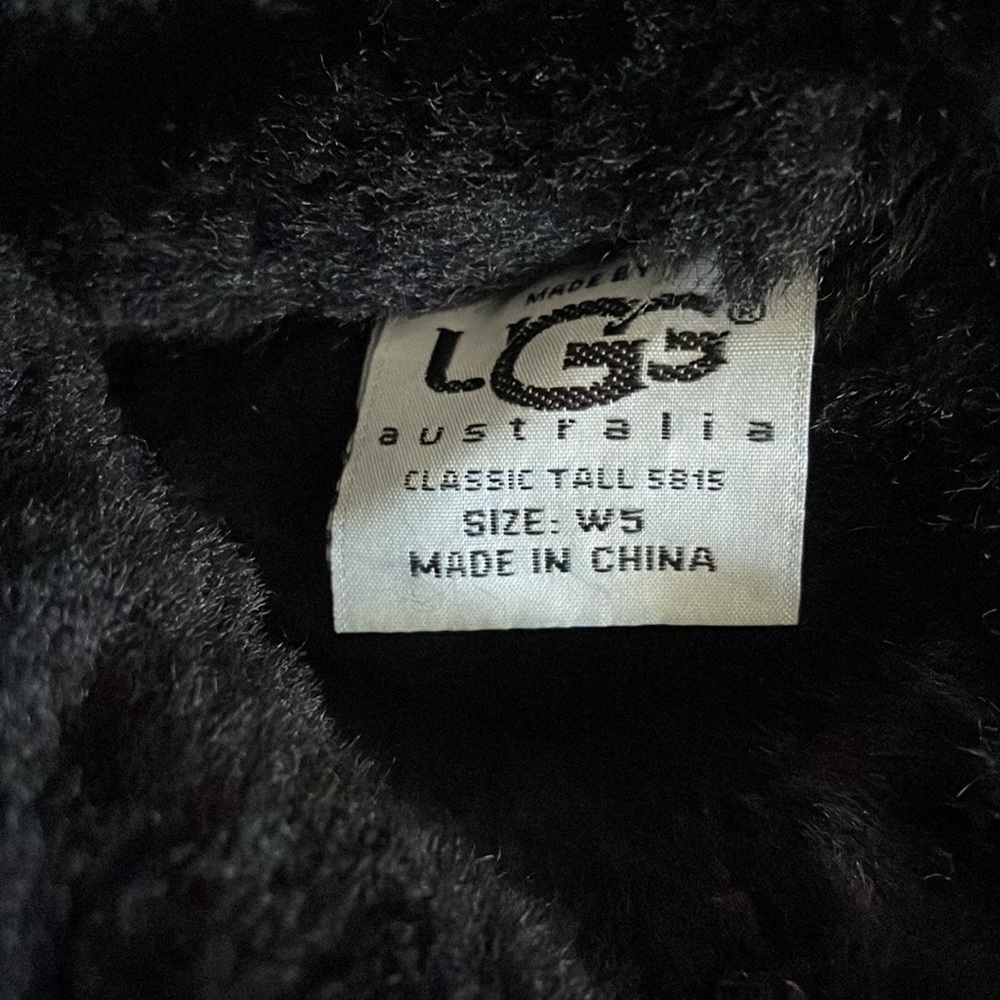 MADE BY
UGG®
australia
CLASSIC TALL 5815
SIZE: W5
MADE IN CHINA